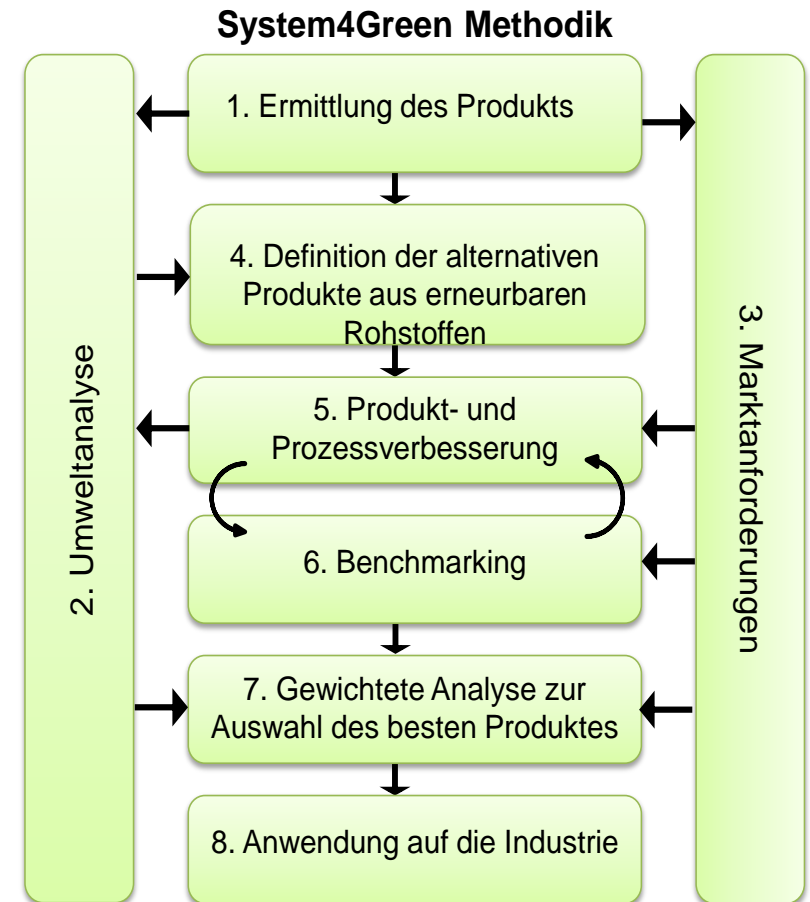 System4Green Methodik
1. Ermittlung des Produkts
2. Umweltanalyse
3. Marktanforderungen
4. Definition der alternativen
Produkte aus erneurbaren
Rohstoffen
5. Produkt- und
Prozessverbesserung
6. Benchmarking
7. Gewichtete Analyse zur
Auswahl des besten Produktes
8. Anwendung auf die Industrie